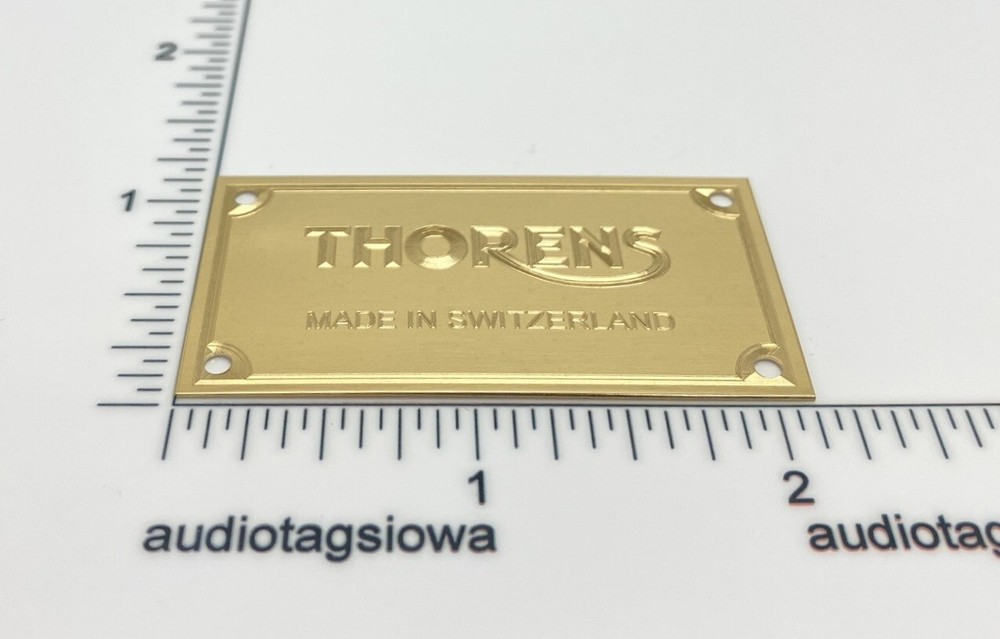 2
1
THORENS
MADE IN SWITZERLAND
1
2
audiotagsiowa
audiotag